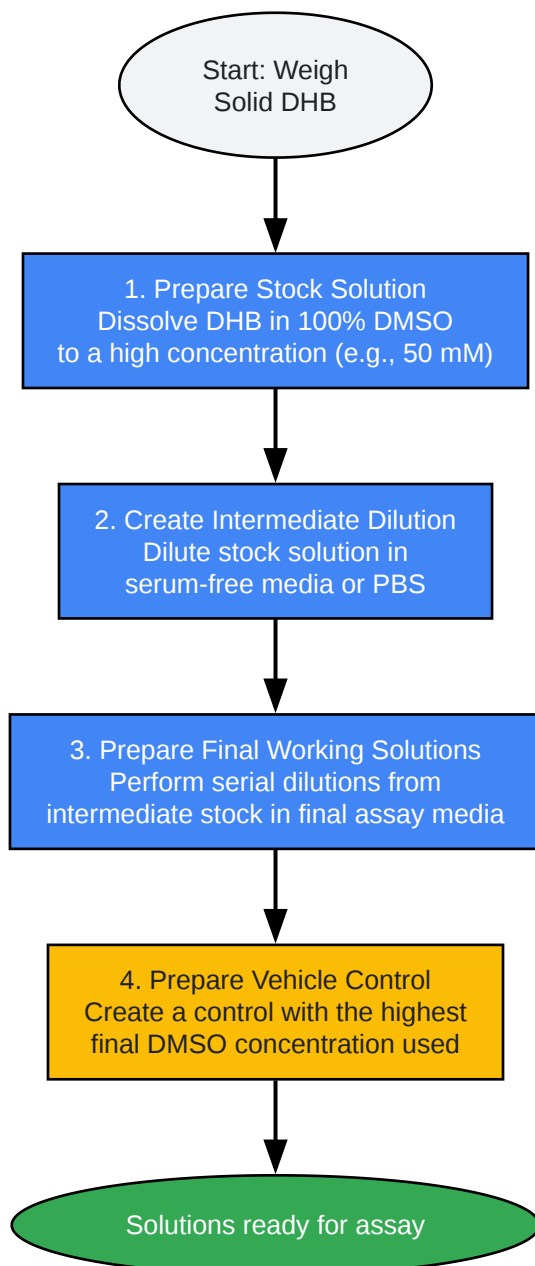 Start: Weigh
Solid DHB
1. Prepare Stock Solution
Dissolve DHB in 100% DMSO
to a high concentration (e.g., 50 mM)
2. Create Intermediate Dilution
Dilute stock solution in
serum-free media or PBS
3. Prepare Final Working Solutions
Perform serial dilutions from
intermediate stock in final assay media
4. Prepare Vehicle Control
Create a control with the highest
final DMSO concentration used
Solutions ready for assay